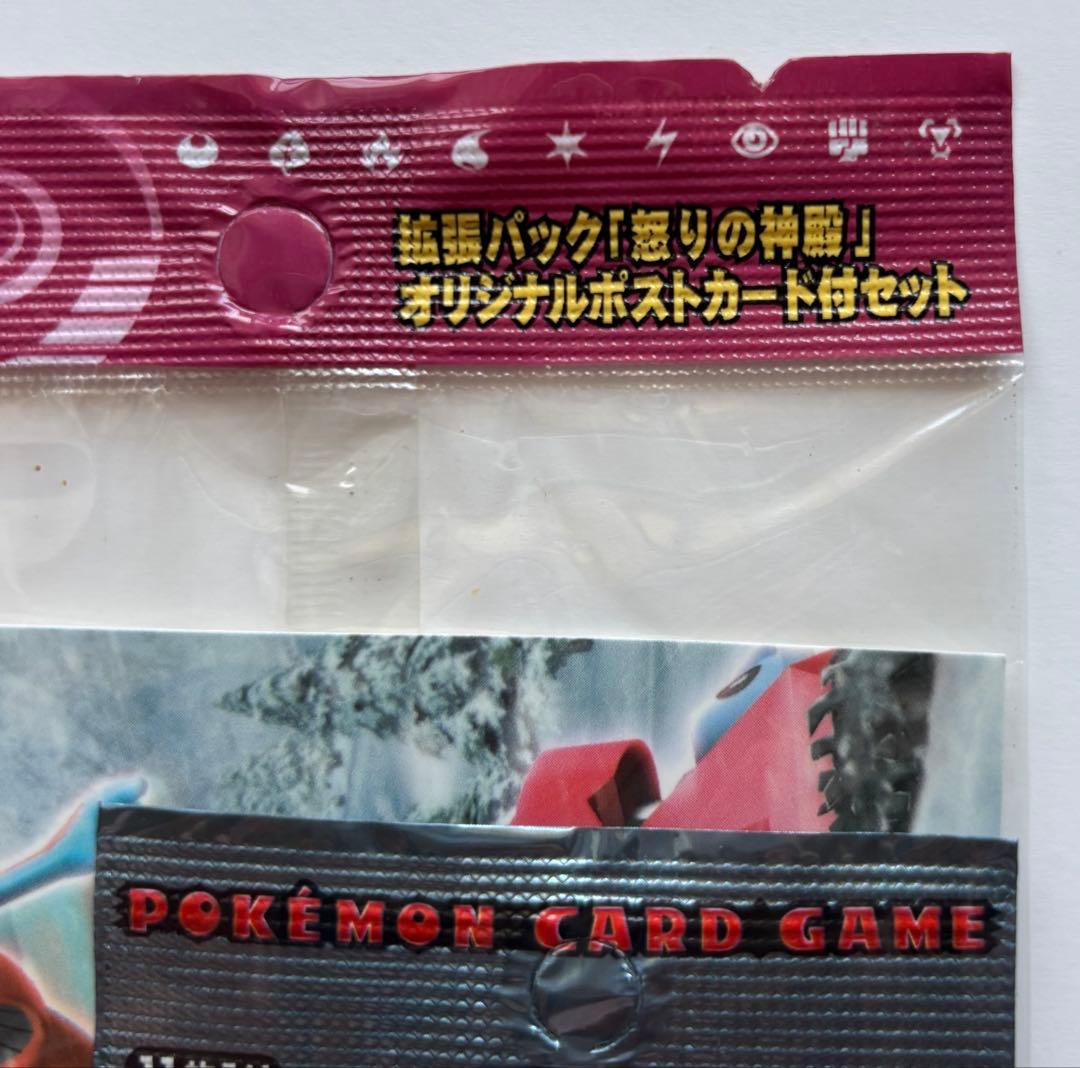 拡張パック「怒りの神殿」
オリジナルポストカード付セット
POKÉMON CARD GAME